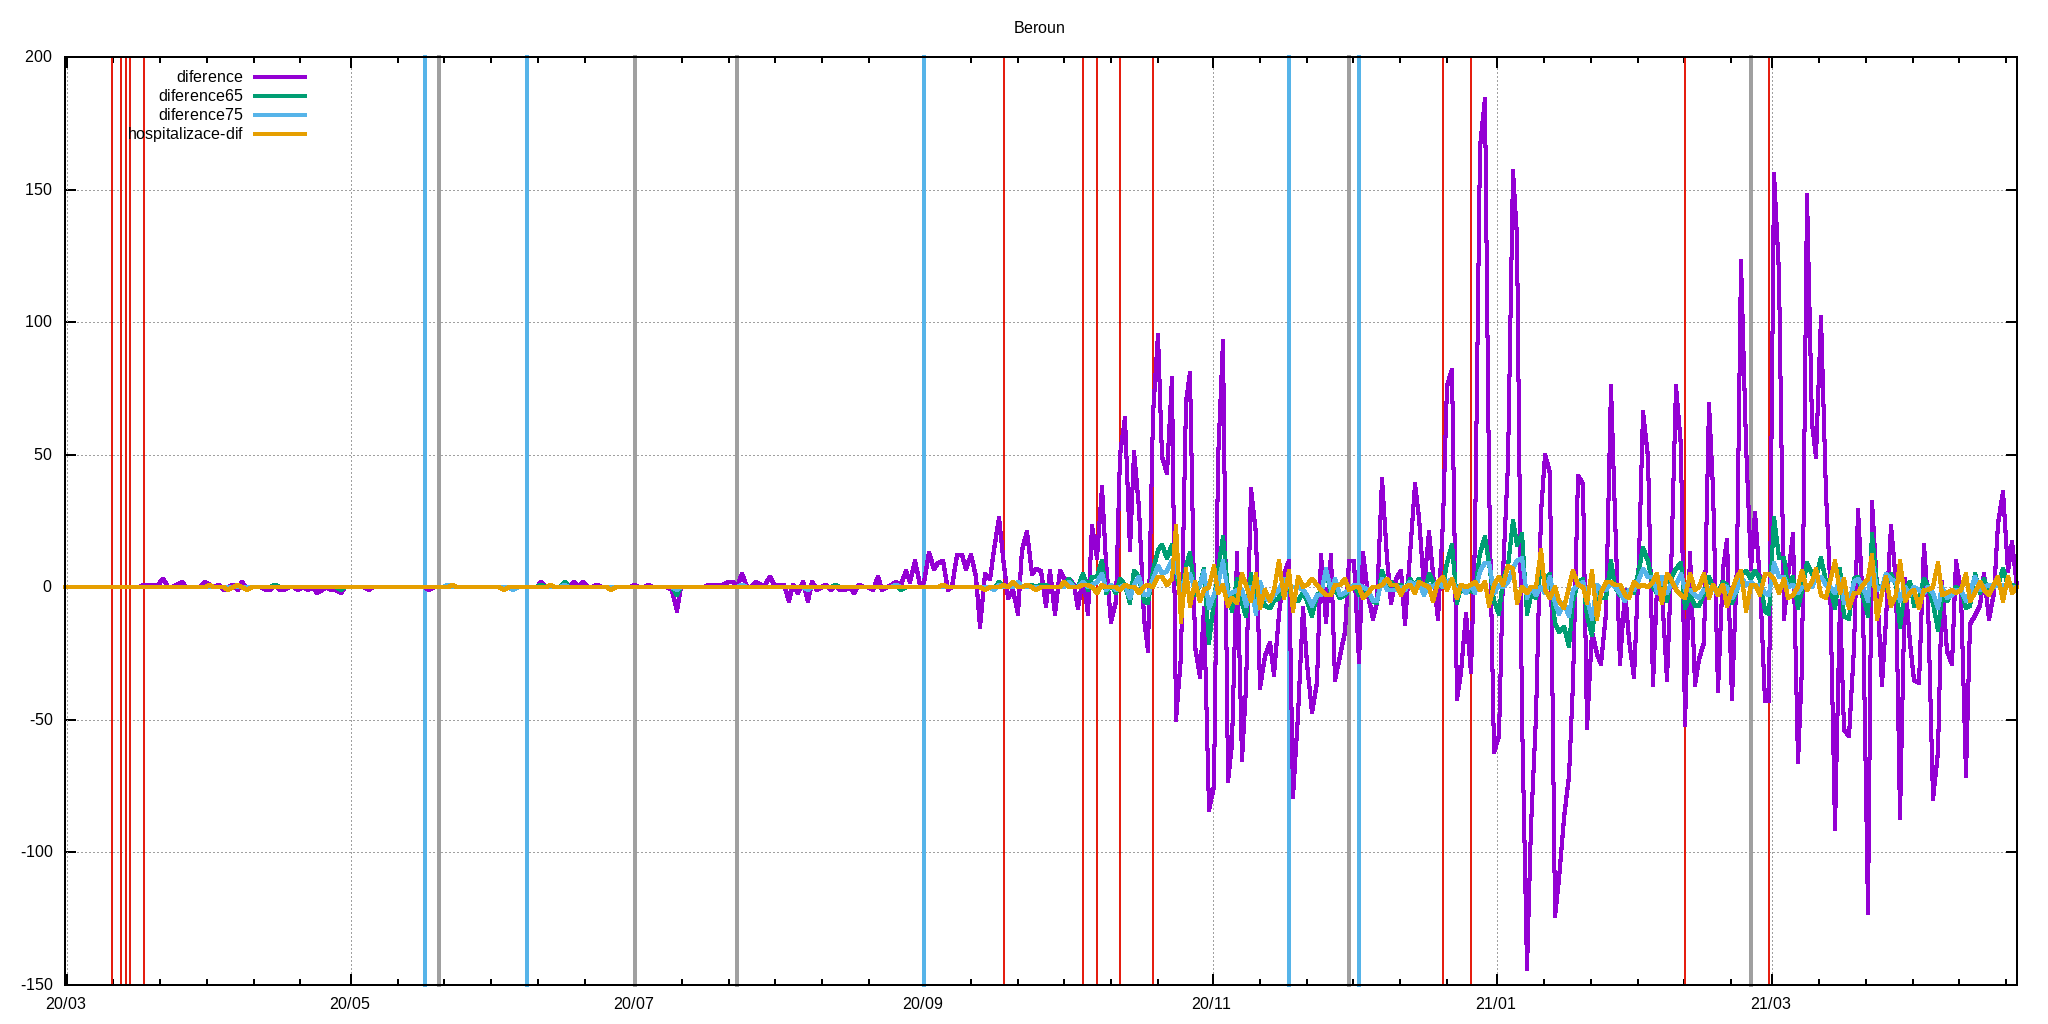 Beroun
200
diference
diference65
diference75
hospitalizace-dif
150
100
50
0
-50
-100
-150
20/03 20/05 20/07 20/09 20/11 21/01 21/03